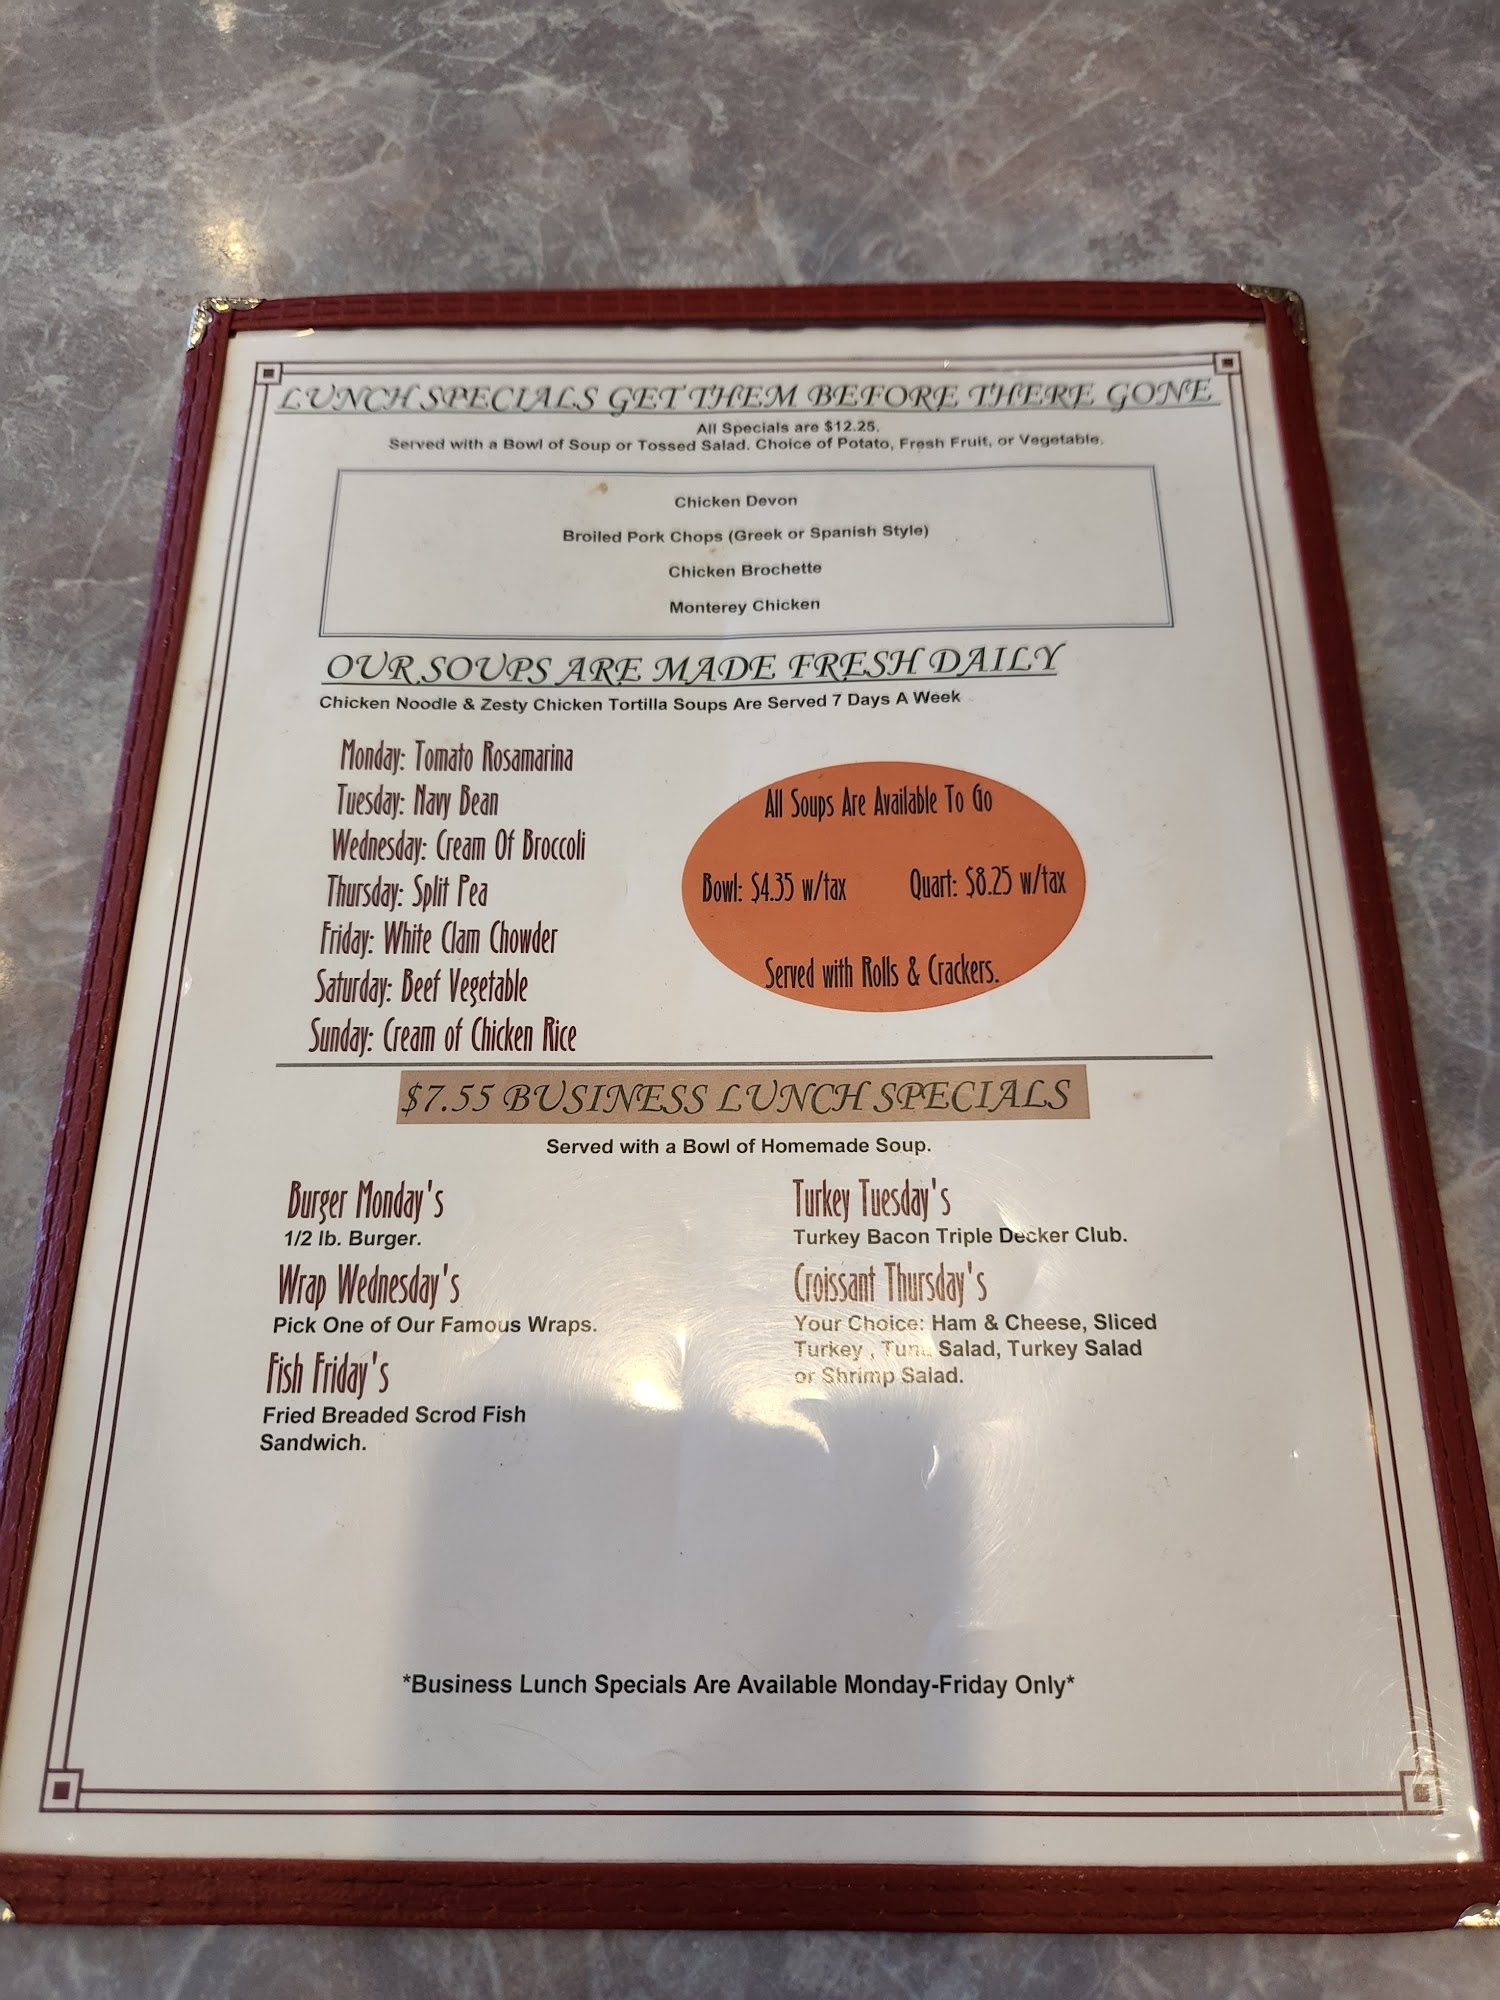 LUNCH SPECIALS GET THEM BEFORE THERE GONE
All Specials are $12.25.
Served with a Bowl of Soup or Tossed Salad. Choice of Potato, Fresh Fruit, or Vegetable.
Chicken Devon
Broiled Pork Chops (Greek or Spanish Style)
Chicken Brochette
Monterey Chicken
OUR SOUPS ARE MADE FRESH DAILY
Chicken Noodle & Zesty Chicken Tortilla Soups Are Served 7 Days A Week
Monday: Tomato Rosamarina
Tuesday: Navy Bean
Wednesday: Cream Of Broccoli
Thursday: Split Pea
Friday: White Clam Chowder
Saturday: Beef Vegetable
Sunday: Cream of Chicken Rice
All Soups Are Available To Go
Bowl: $4.35 w/tax Quart: $8.25 w/tax
Served with Rolls & Crackers.
$7.55 BUSINESS LUNCH SPECIALS
Served with a Bowl of Homemade Soup.
Burger Monday's
1/2 lb. Burger.
Turkey Tuesday's
Turkey Bacon Triple Decker Club.
Wrap Wednesday's
Pick One of Our Famous Wraps.
Croissant Thursday's
Your Choice: Ham & Cheese, Sliced
Turkey , Tuna Salad, Turkey Salad
or Shrimp Salad.
Fish Friday's
Fried Breaded Scrod Fish
Sandwich.
*Business Lunch Specials Are Available Monday-Friday Only*